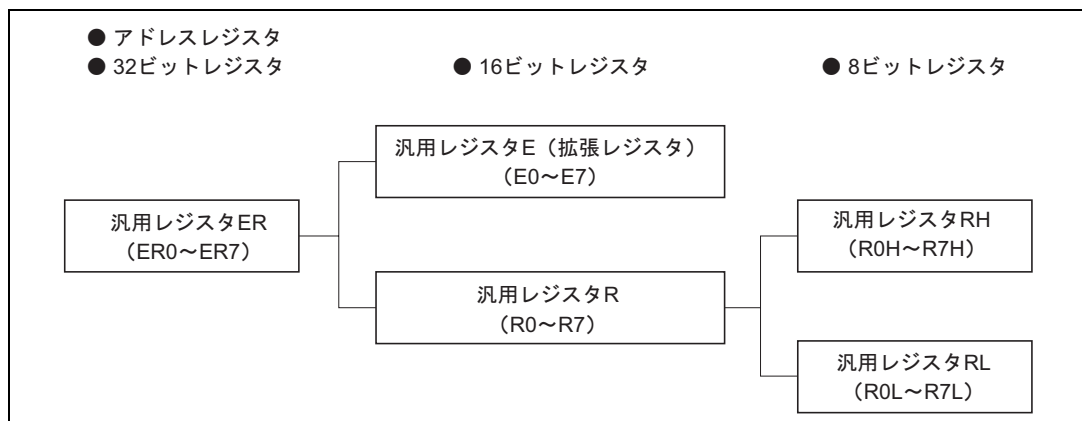 ● アドレスレジスタ
● 32ビットレジスタ
● 16ビットレジスタ
● 8ビットレジスタ
汎用レジスタER
（ER0～ER7）
汎用レジスタE（拡張レジスタ）
（E0～E7）
汎用レジスタR
（R0～R7）
汎用レジスタRH
（R0H～R7H）
汎用レジスタRL
（R0L～R7L）